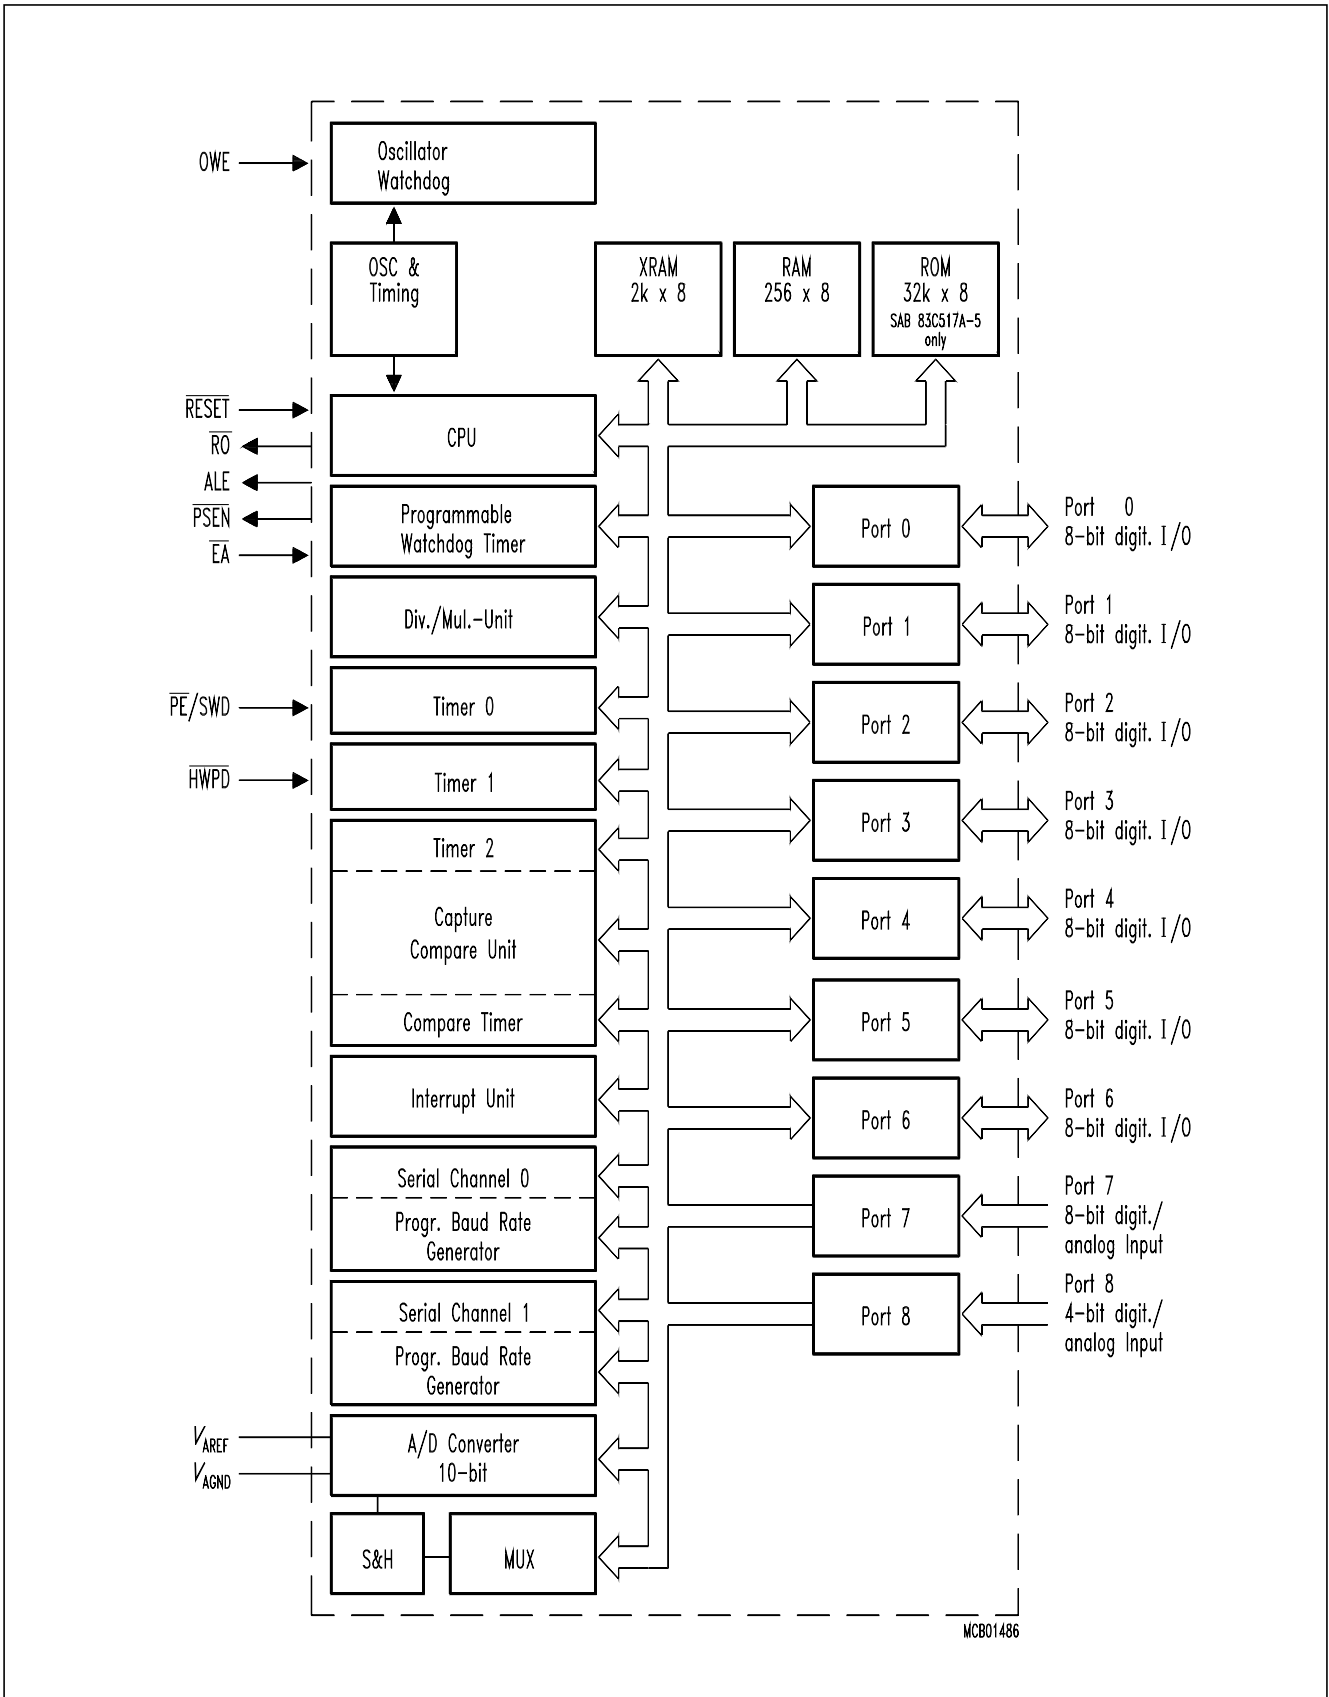 OWE
Oscillator
Watchdog
OSC &
Timing
XRAM
2k x 8
RAM
256 x 8
ROM
32k x 8
SAB 83C517A-5
only
RESET
RO
ALE
PSEN
EA
PE/SWD
HWPD
CPU
Programmable
Watchdog Timer
Div./Mul.-Unit
Timer 0
Timer 1
Timer 2
Capture
Compare Unit
Compare Timer
Interrupt Unit
Serial Channel 0
Progr. Baud Rate
Generator
Serial Channel 1
Progr. Baud Rate
Generator
VAREF
VAGND
A/D Converter
10-bit
S&H
MUX
Port 0
Port 1
Port 2
Port 3
Port 4
Port 5
Port 6
Port 7
Port 8
Port 0
8-bit digit. I/O
Port 1
8-bit digit. I/O
Port 2
8-bit digit. I/O
Port 3
8-bit digit. I/O
Port 4
8-bit digit. I/O
Port 5
8-bit digit. I/O
Port 6
8-bit digit. I/O
Port 7
8-bit digit./
analog Input
Port 8
4-bit digit./
analog Input
MCB01486